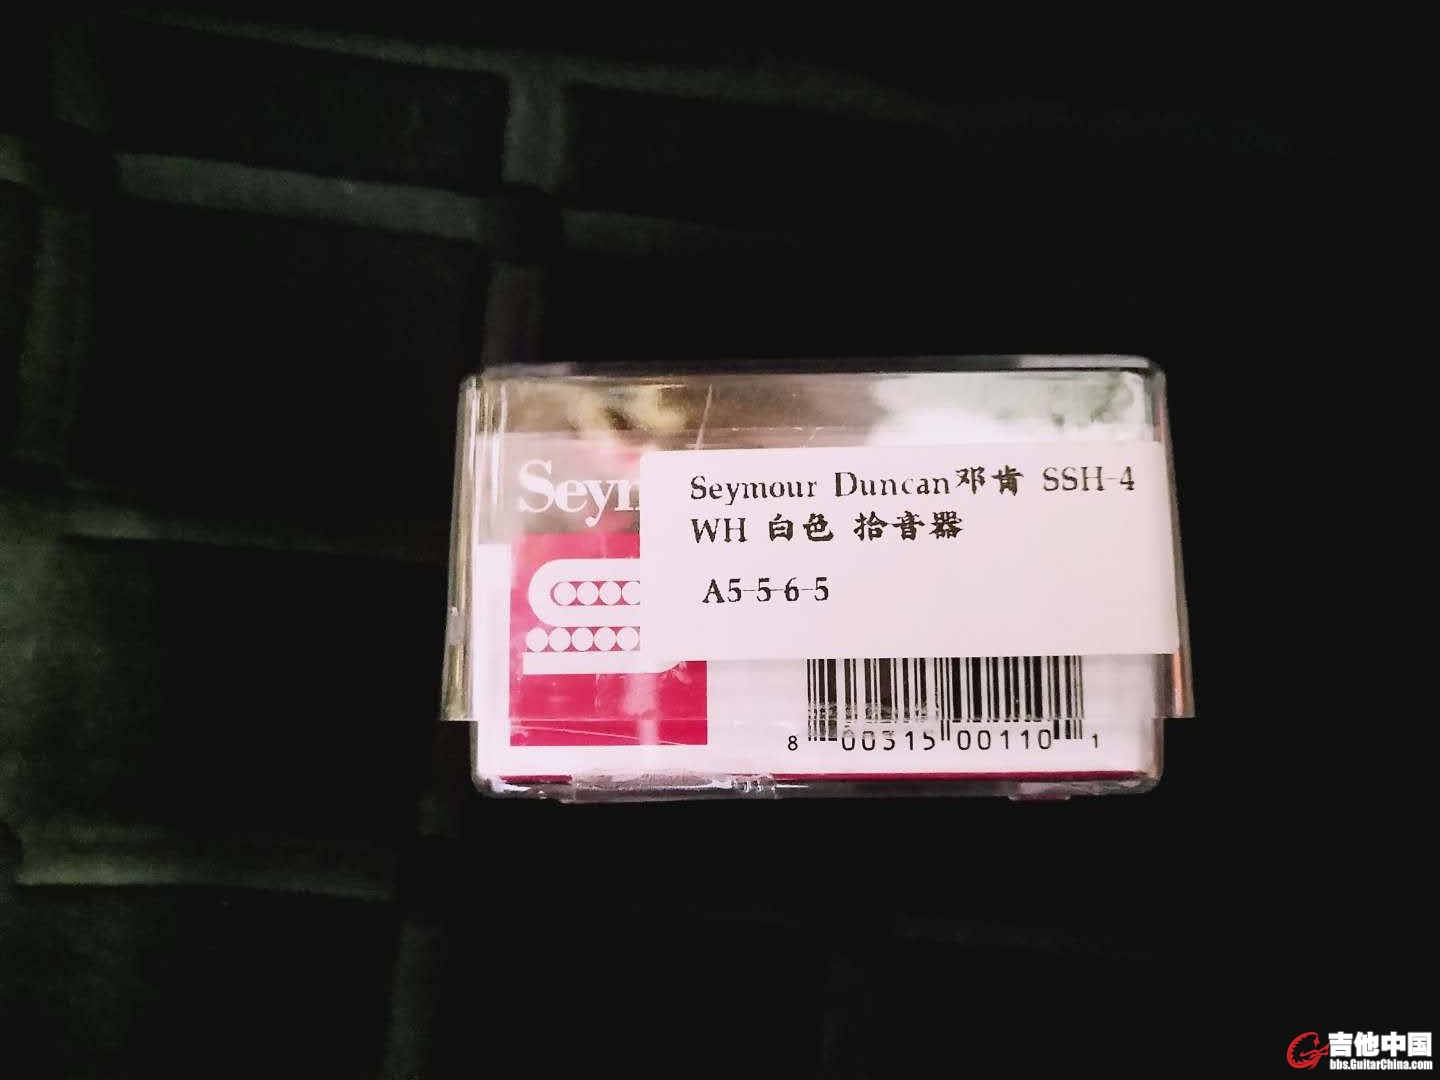 Seym
Seymour Duncan邓肯 SSH-4
WH 白色 拾音器
A5-5-6-5
8 00315 00110 1
吉他中国
bbs.GuitarChina.com